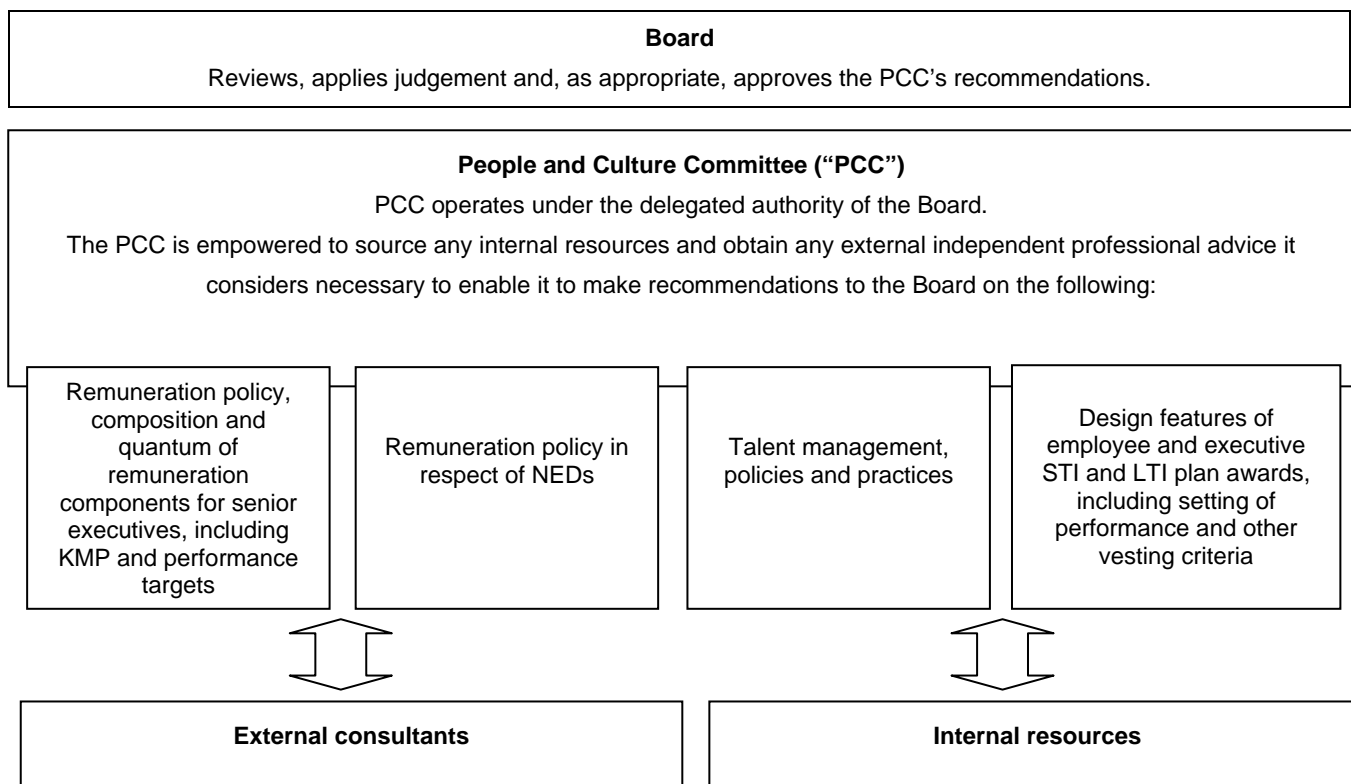 Board
Reviews, applies judgement and, as appropriate, approves the PCC’s recommendations.
People and Culture Committee (“PCC”)
PCC operates under the delegated authority of the Board.
The PCC is empowered to source any internal resources and obtain any external independent professional advice it
considers necessary to enable it to make recommendations to the Board on the following:
Remuneration policy,
composition and
quantum of
remuneration
components for senior
executives, including
KMP and performance
targets
Remuneration policy in
respect of NEDs
Talent management,
policies and practices
Design features of
employee and executive
STI and LTI plan awards,
including setting of
performance and other
vesting criteria
External consultants
Internal resources